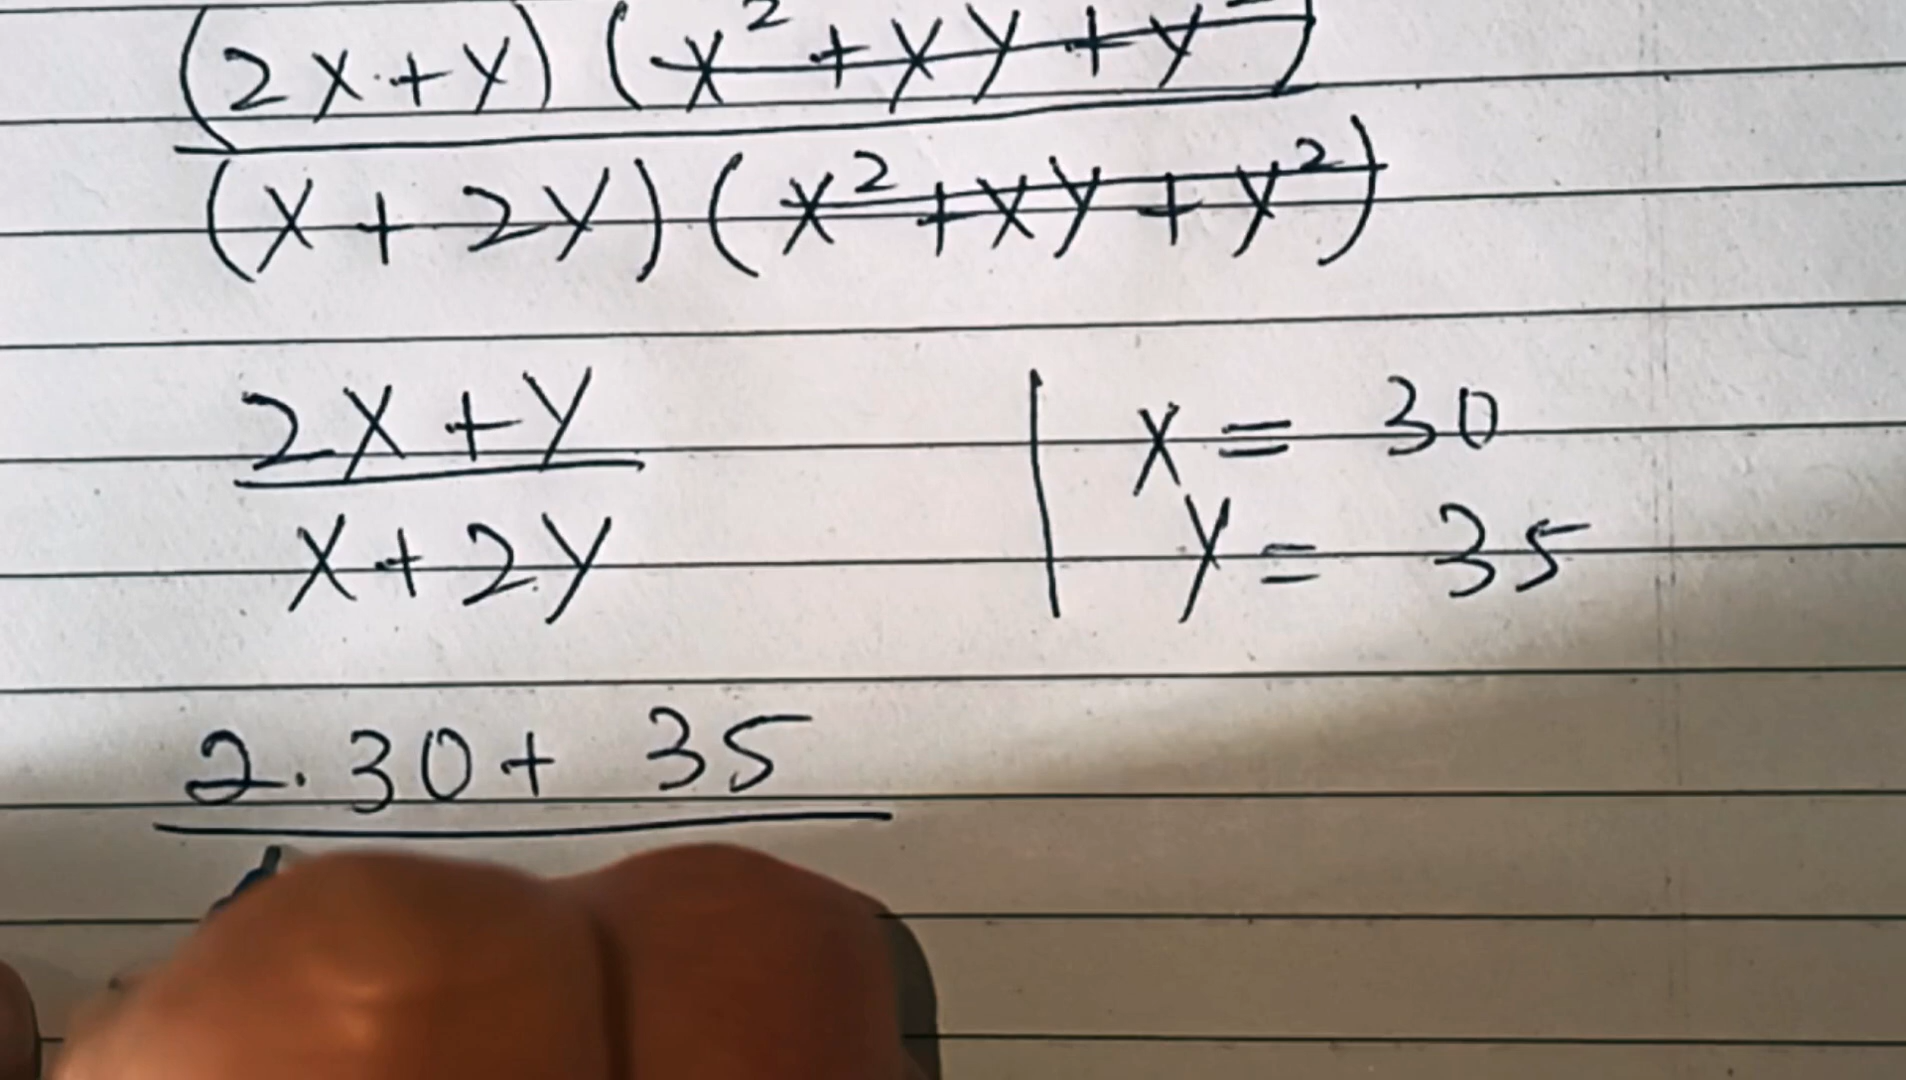 (2x+y) (x²+xy+y²)
(x+2y) (x²+xy+y²)
2x+y
x+2y
x = 30
y = 35
2.30+ 35